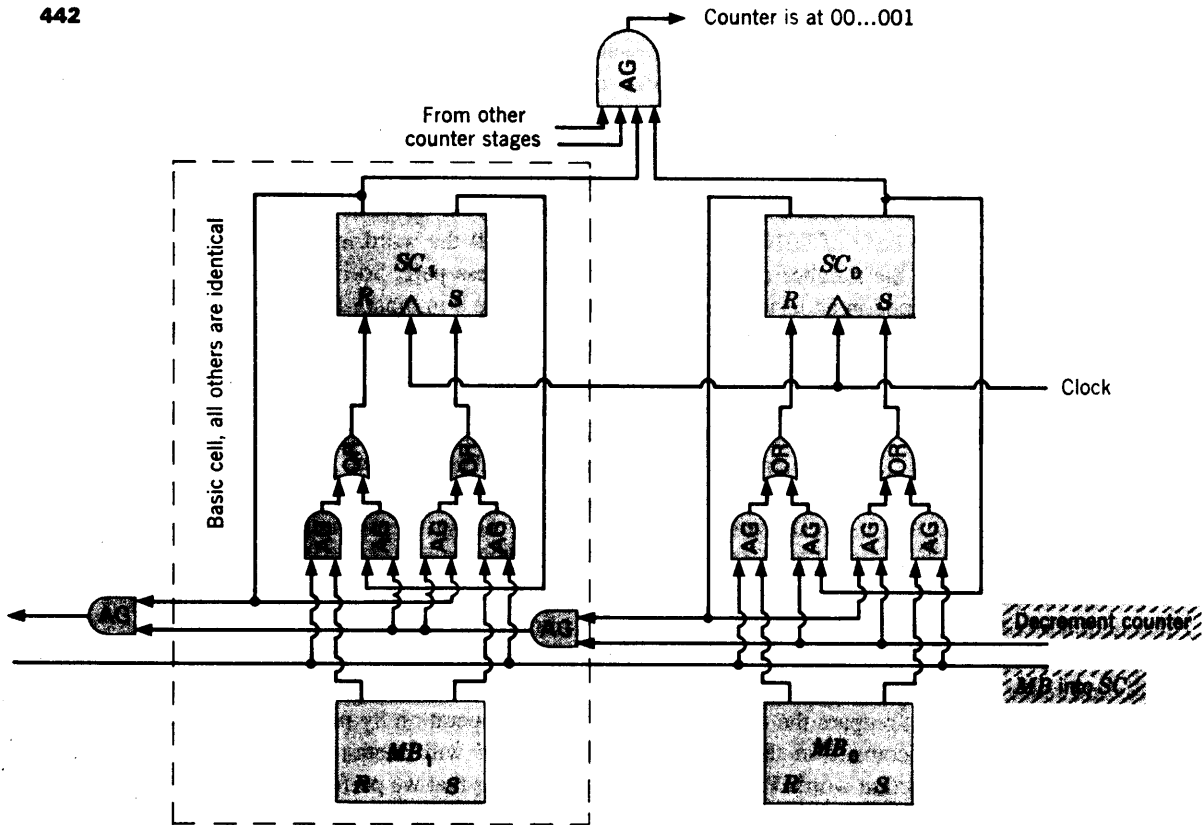 442
Counter is at 00...001
AG
From other
counter stages
Basic cell, all others are identical
SC₁
R
S
SC₀
R
S
Clock
OR
OR
OR
OR
AG
AG
AG
AG
AG
AG
AG
AG
AG
AG
Decrement counter
MB into SC
MB₁
R
S
MB₀
R
S